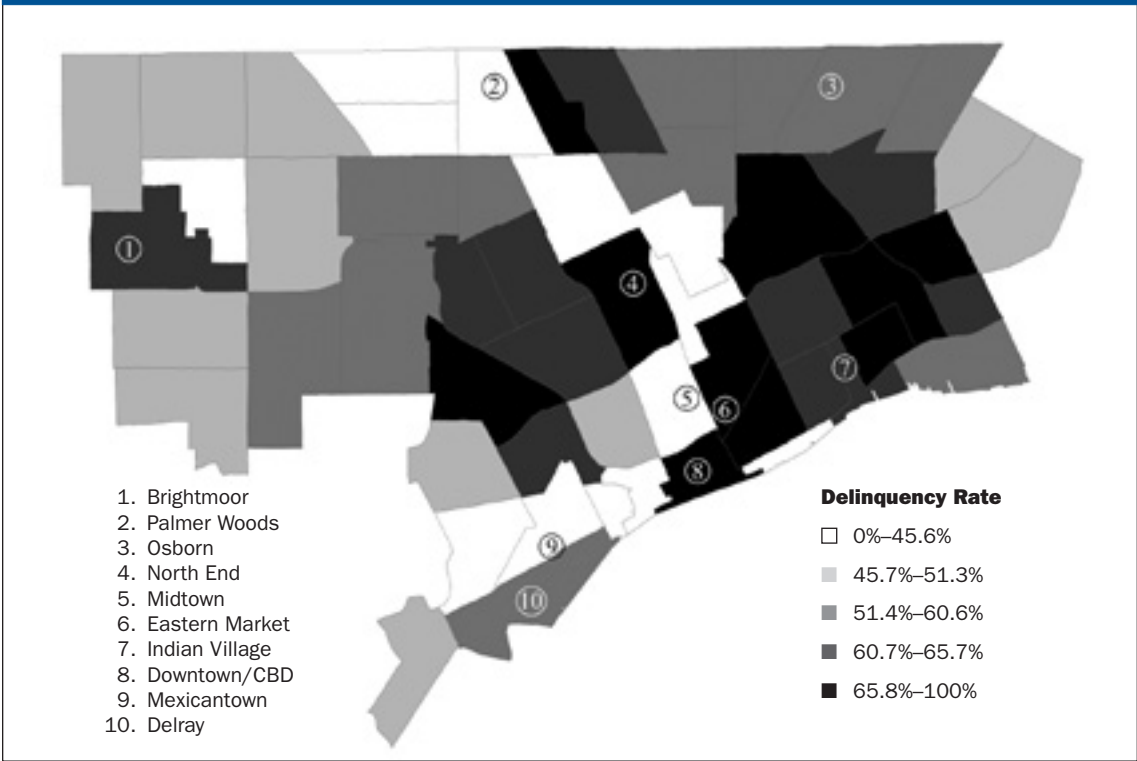 2
3
1
4
7
5
6
8
9
10
1. Brightmoor
2. Palmer Woods
3. Osborn
4. North End
5. Midtown
6. Eastern Market
7. Indian Village
8. Downtown/CBD
9. Mexicantown
10. Delray
Delinquency Rate
0%–45.6%
45.7%–51.3%
51.4%–60.6%
60.7%–65.7%
65.8%–100%